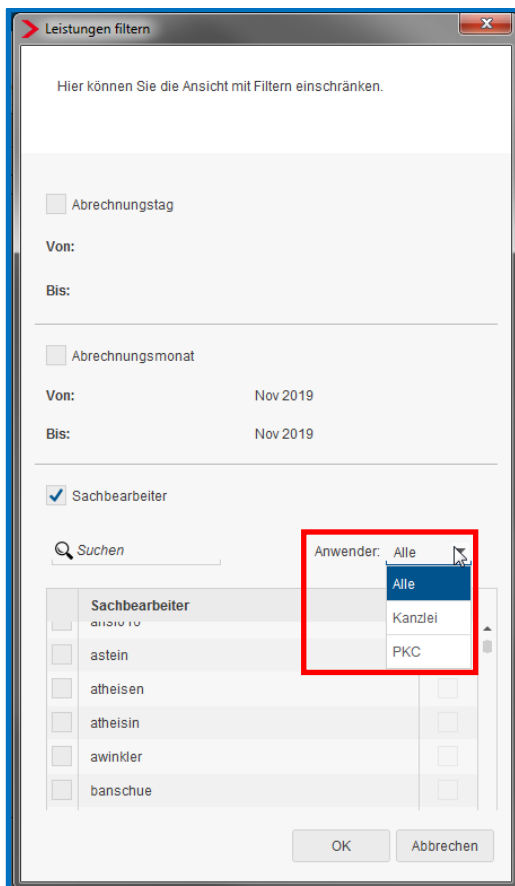 Leistungen filtern
Hier können Sie die Ansicht mit Filtern einschränken.
Abrechnungstag
Von:
Bis:
Abrechnungsmonat
Von: Nov 2019
Bis: Nov 2019
Sachbearbeiter
Suchen Anwender: Alle
Alle
Kanzlei
PKC
Sachbearbeiter
astein
atheisen
atheisin
awinkler
banschue
OK Abbrechen